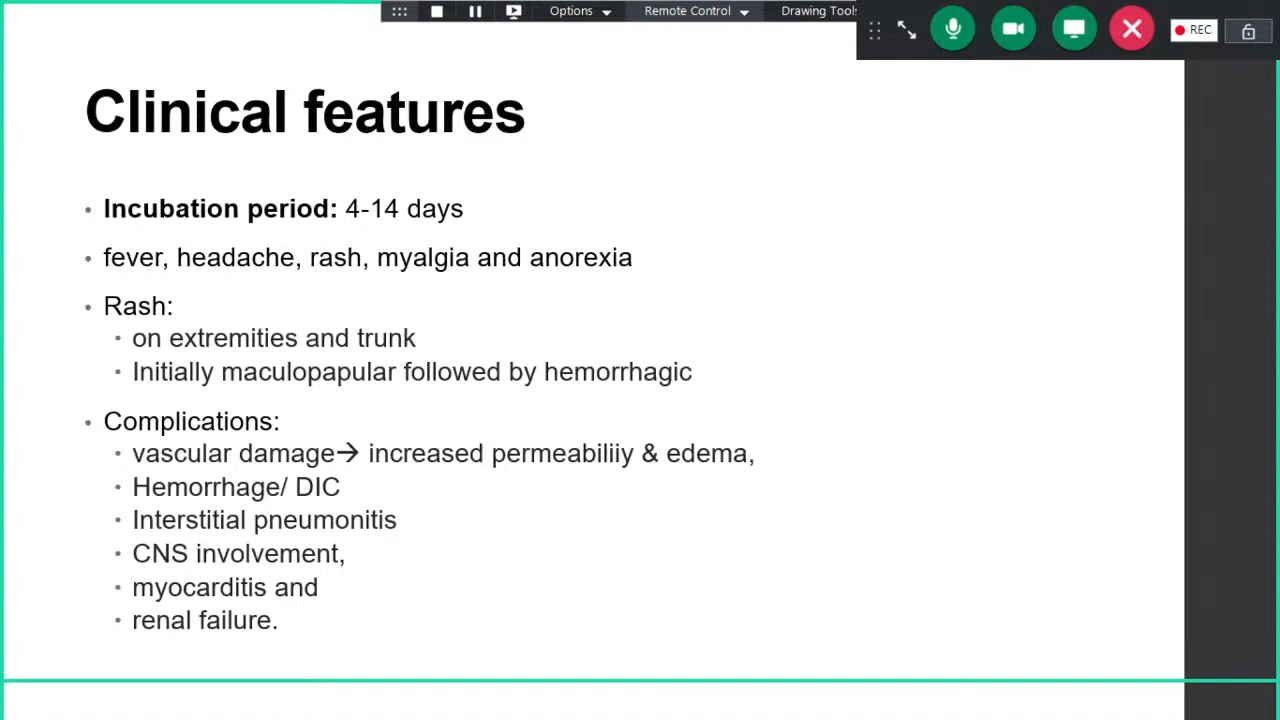 Options
Remote Control
Drawing Tools
REC
Clinical features
• Incubation period: 4-14 days
• fever, headache, rash, myalgia and anorexia
• Rash:
• on extremities and trunk
• Initially maculopapular followed by hemorrhagic
• Complications:
• vascular damage→ increased permeabiliiy & edema,
• Hemorrhage/ DIC
• Interstitial pneumonitis
• CNS involvement,
• myocarditis and
• renal failure.